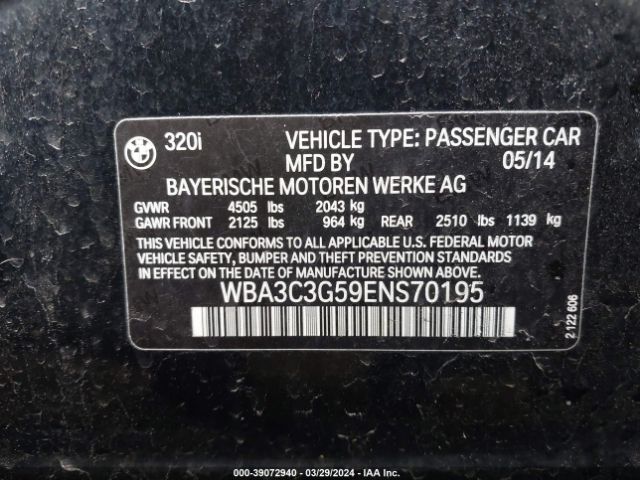 320i VEHICLE TYPE: PASSENGER CAR
MFD BY 05/14
BAYERISCHE MOTOREN WERKE AG
GVWR 4505 lbs 2043 kg
GAWR FRONT 2125 lbs 964 kg REAR 2510 lbs 1139 kg
THIS VEHICLE CONFORMS TO ALL APPLICABLE U.S. FEDERAL MOTOR
VEHICLE SAFETY, BUMPER AND THEFT PREVENTION STANDARDS
IN EFFECT ON THE DATE OF MANUFACTURE SHOWN ABOVE.
WBA3C3G59ENS70195
2 122 606
000-39072940 - 03/29/2024 - IAA Inc.